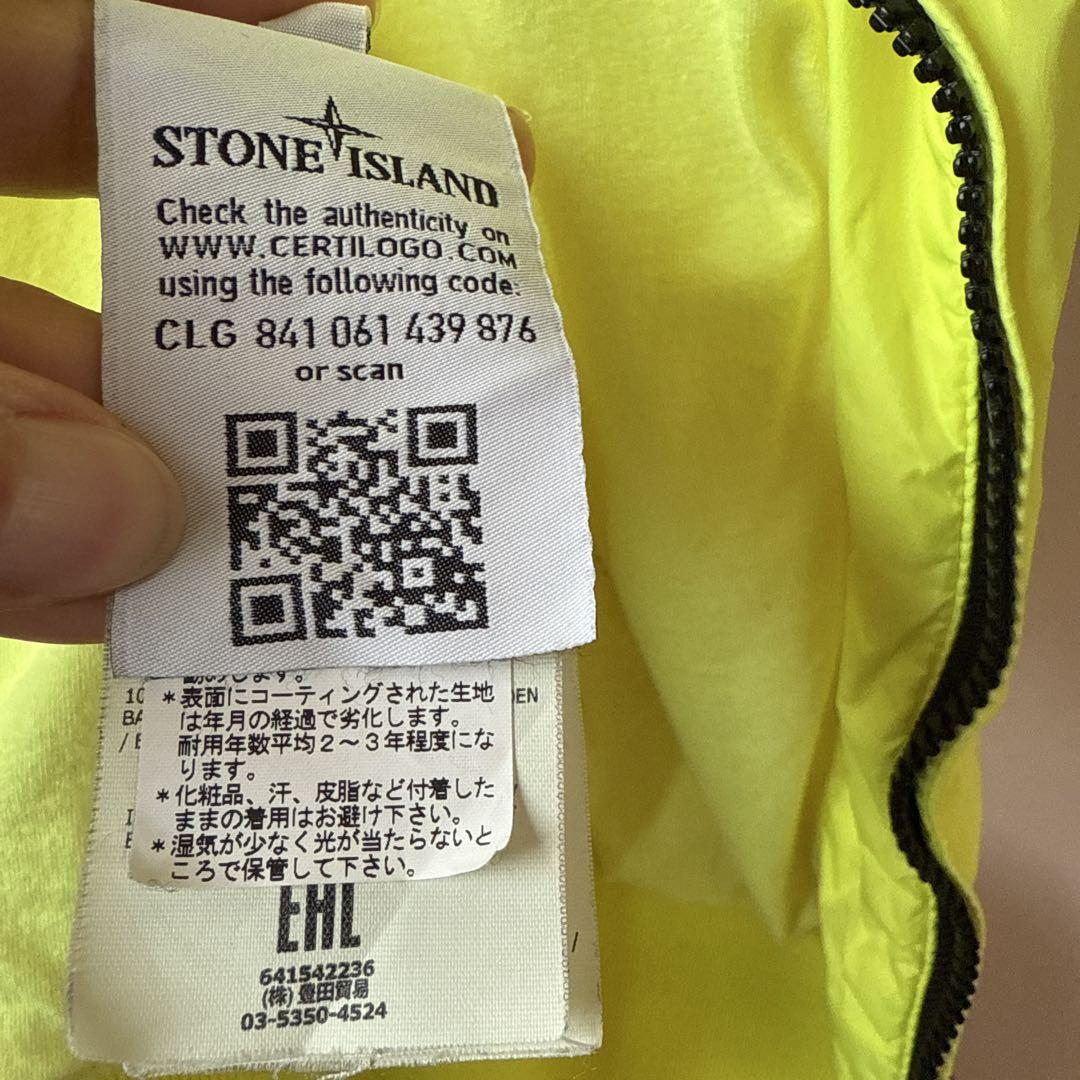 STONE ISLAND
Check the authenticity on
WWW.CERTILOGO.COM
using the following code:
CLG 841 061 439 876
or scan
勧めします。
*表面にコーティングされた生地
は年月の経過で劣化します。
耐用年数平均2～3年程度にな
ります。
*化粧品、汗、皮脂など付着した
ままの着用はお避け下さい。
*湿気が少なく光が当たらないと
ころで保管して下さい。
EAC
641542236
(株)豊田貿易
03-5350-4524